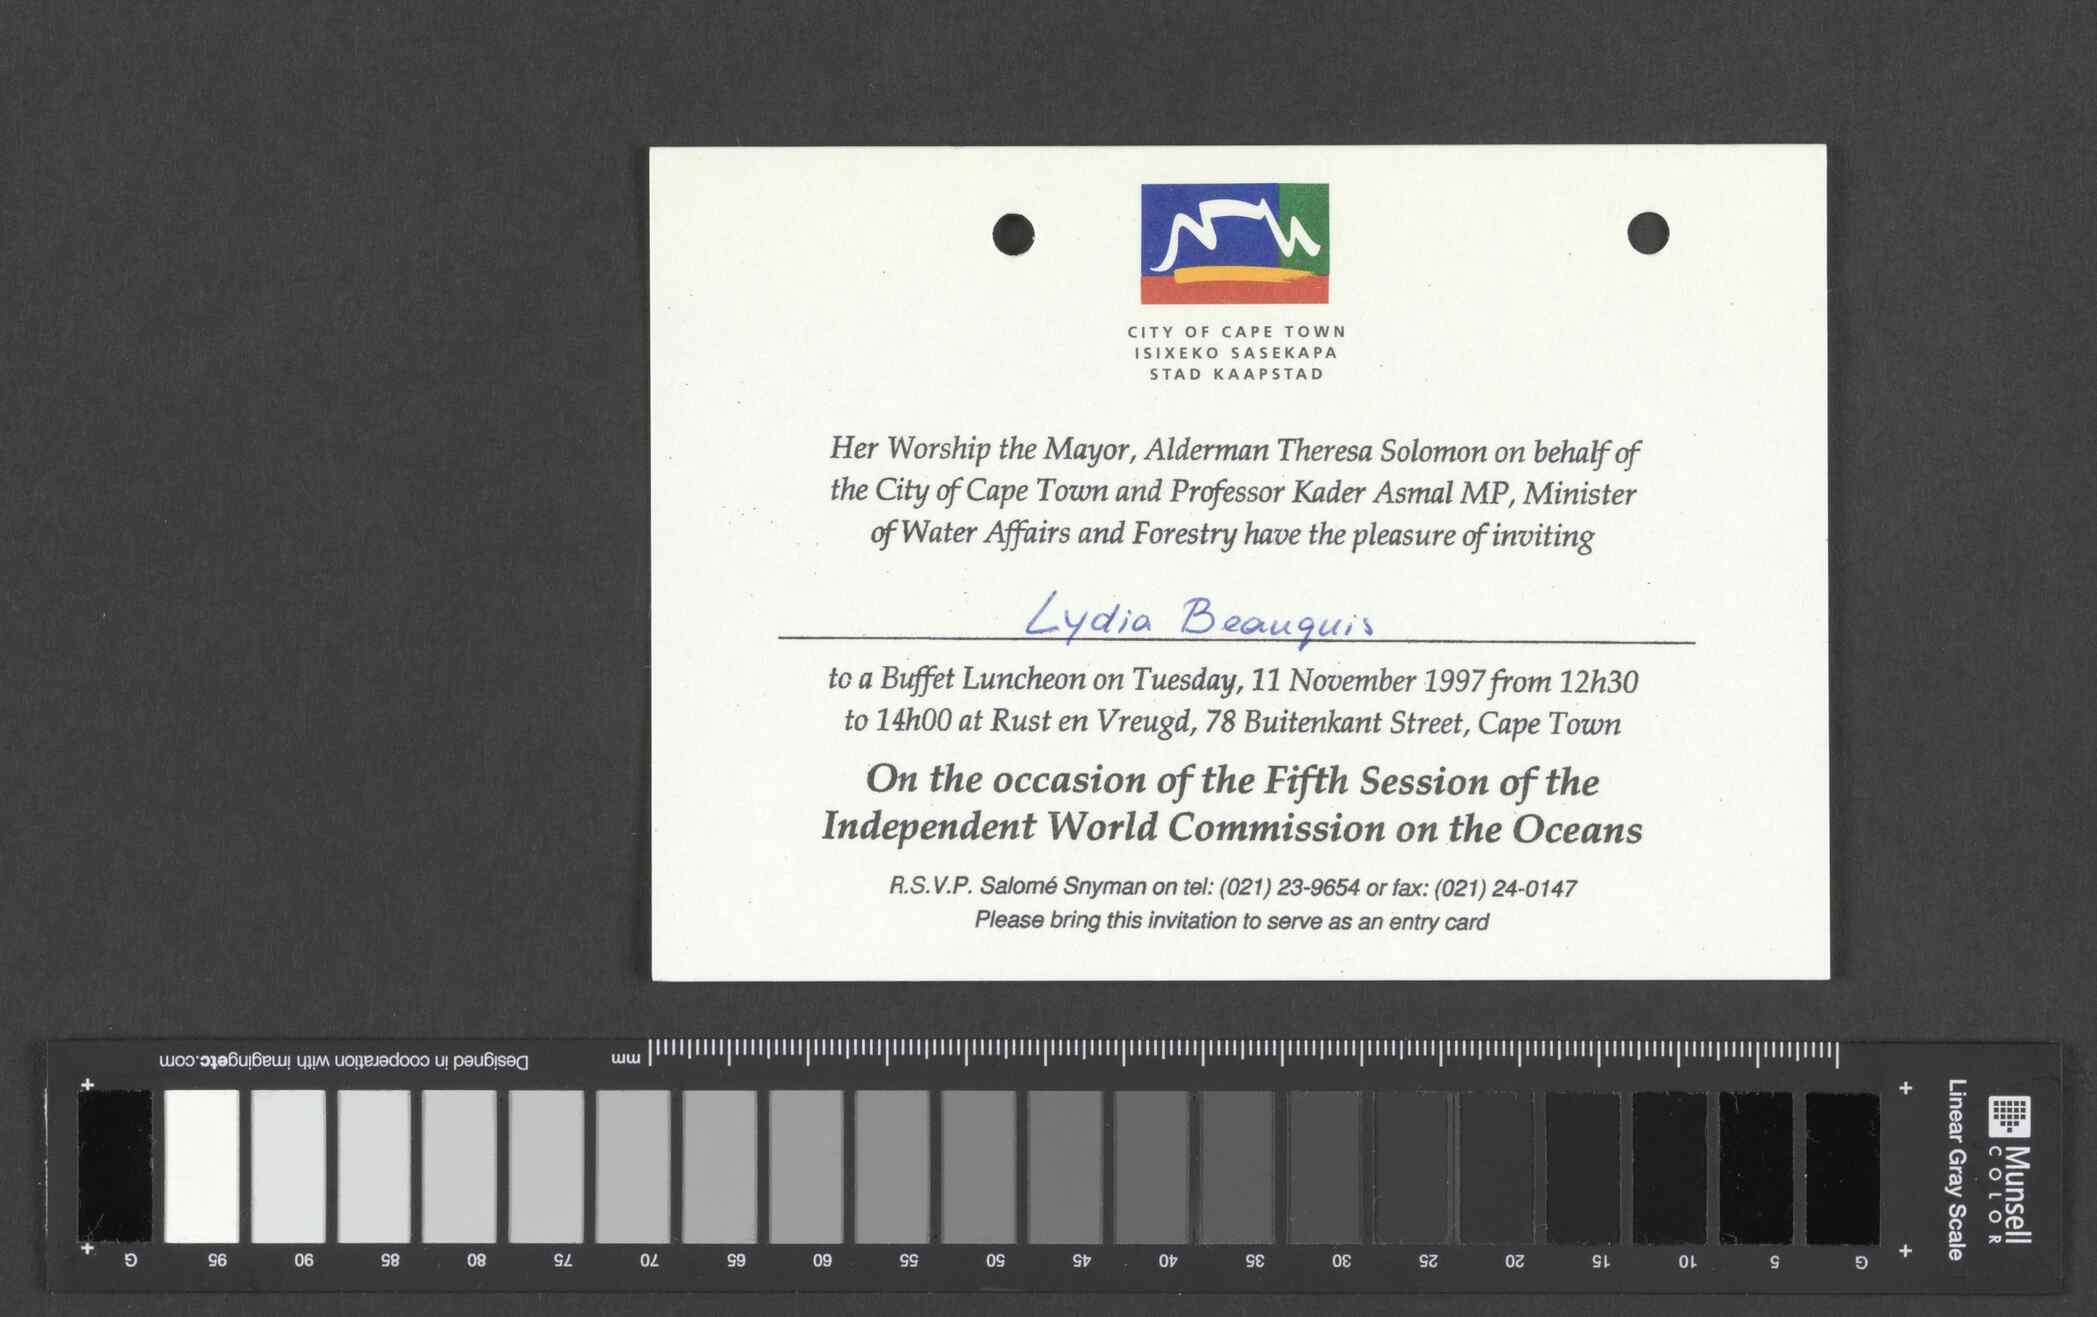 CITY OF CAPE TOWN
ISIXEKO SASEKAPA
STAD KAAPSTAD
Her Worship the Mayor, Alderman Theresa Solomon on behalf of
the City of Cape Town and Professor Kader Asmal MP, Minister
of Water Affairs and Forestry have the pleasure of inviting
Lydia Beauquis
to a Buffet Luncheon on Tuesday, 11 November 1997 from 12h30
to 14h00 at Rust en Vreugd, 78 Buitenkant Street, Cape Town
On the occasion of the Fifth Session of the
Independent World Commission on the Oceans
R.S.V.P. Salomé Snyman on tel: (021) 23-9654 or fax: (021) 24-0147
Please bring this invitation to serve as an entry card
Designed in cooperation with imagingetc.com
mm
G 95 90 85 80 75 70 65 60 55 50 45 40 35 30 25 20 15 10 5 G
Linear Gray Scale
Munsell
COLOR